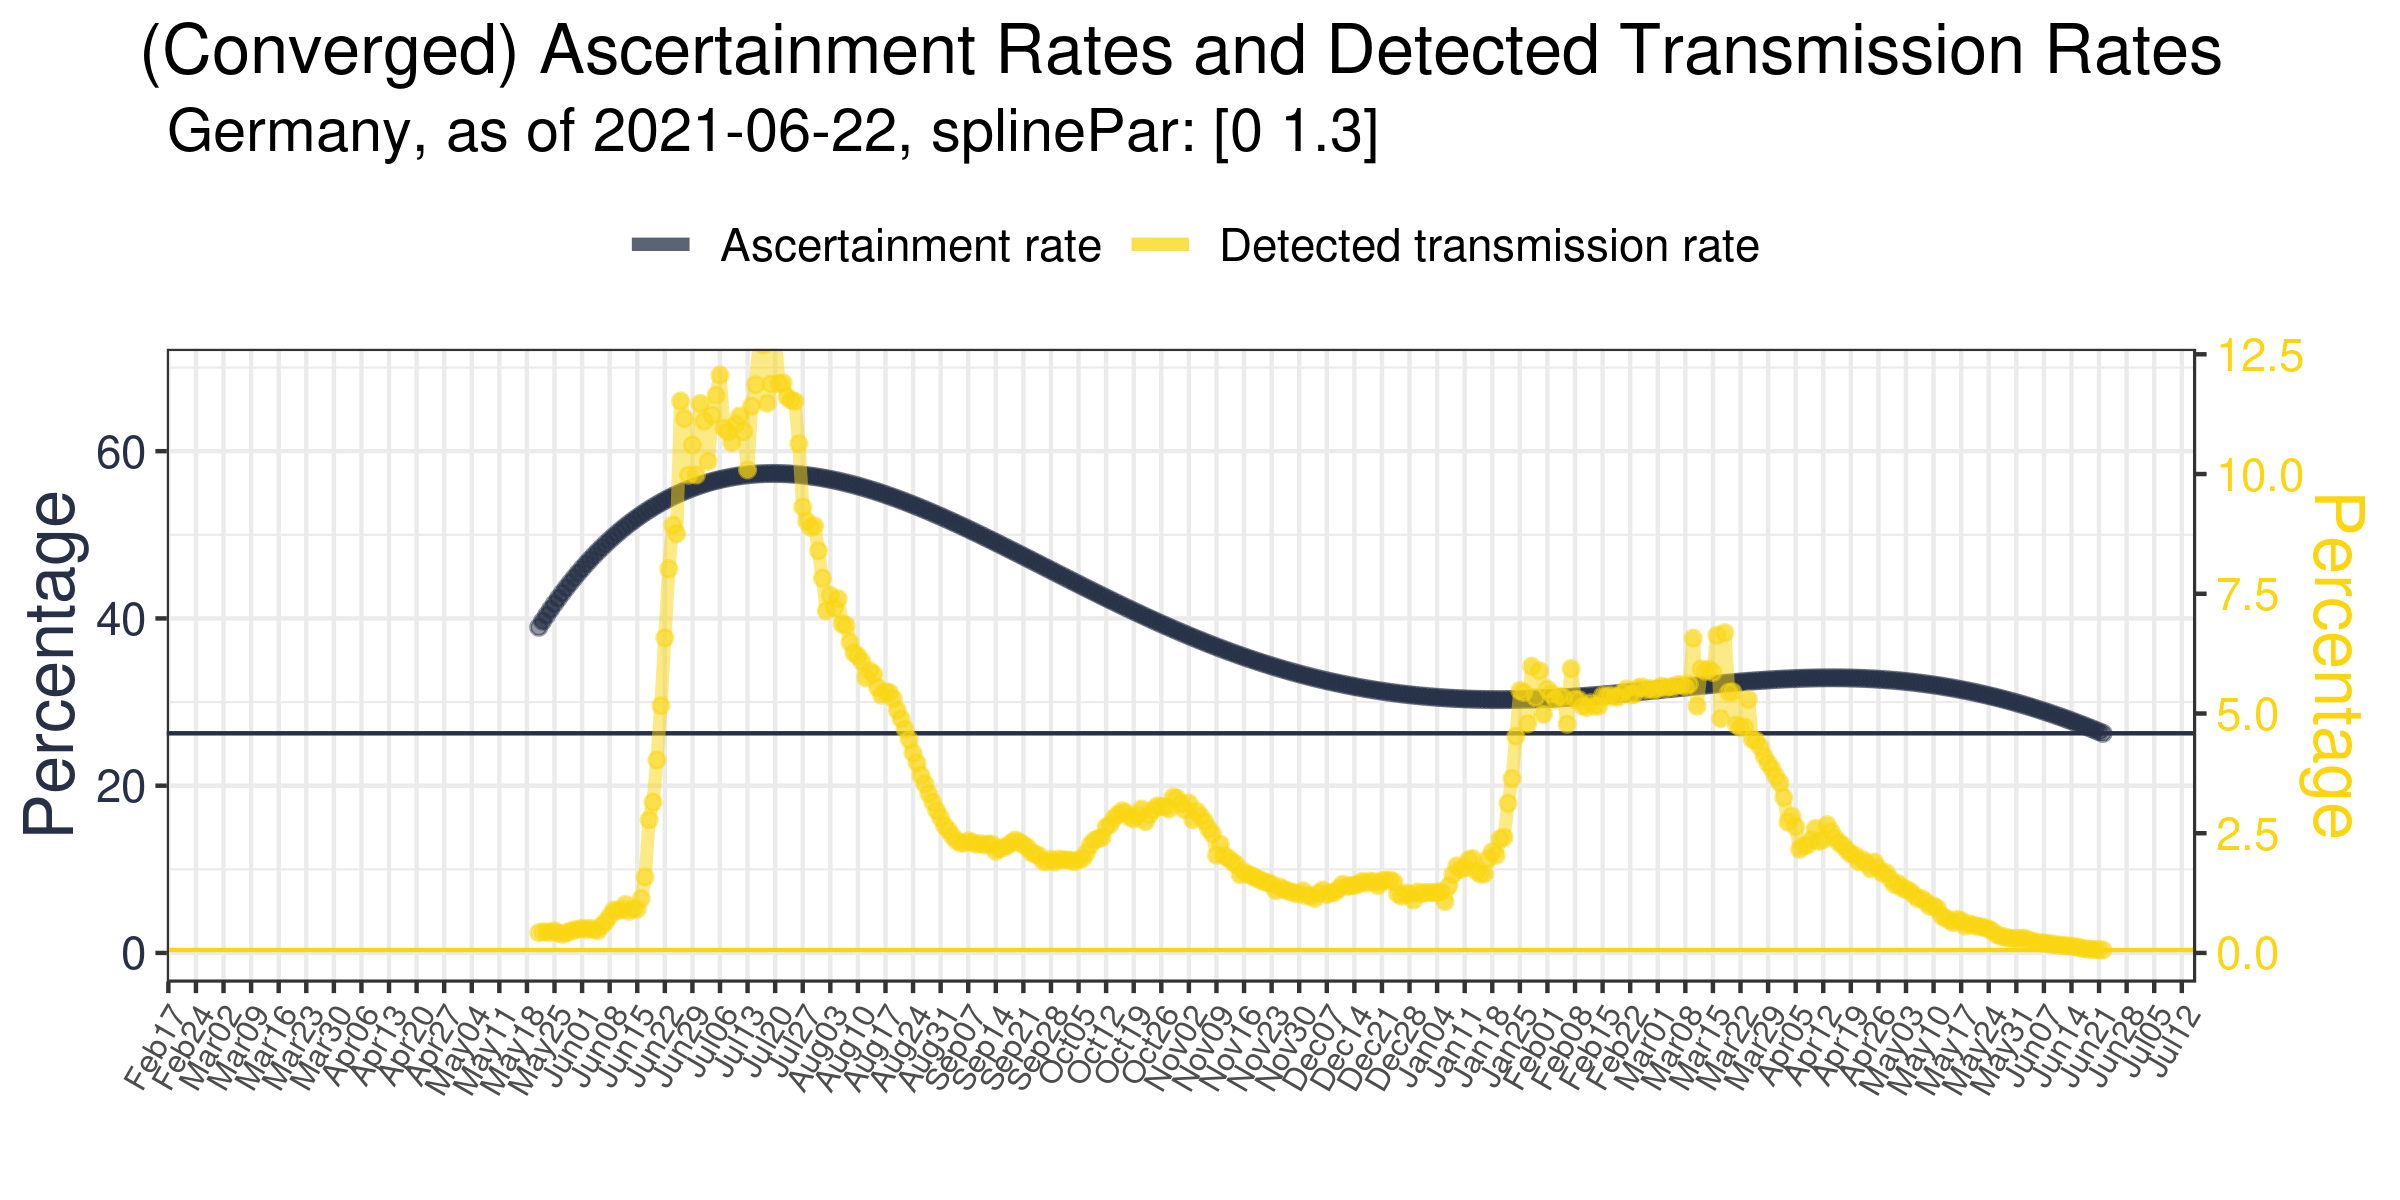 (Converged) Ascertainment Rates and Detected Transmission Rates
Germany, as of 2021-06-22, splinePar: [0 1.3]
Ascertainment rate
Detected transmission rate
Percentage
60
40
20
0
12.5
10.0
7.5
5.0
2.5
0.0
Percentage
Feb17
Feb24
Mar02
Mar09
Mar16
Mar23
Mar30
Apr06
Apr13
Apr20
Apr27
May04
May11
May18
May25
Jun01
Jun08
Jun15
Jun22
Jun29
Jul06
Jul13
Jul20
Jul27
Aug03
Aug10
Aug17
Aug24
Aug31
Sep07
Sep14
Sep21
Sep28
Oct05
Oct12
Oct19
Oct26
Nov02
Nov09
Nov16
Nov23
Nov30
Dec07
Dec14
Dec21
Dec28
Jan04
Jan11
Jan18
Jan25
Feb01
Feb08
Feb15
Feb22
Mar01
Mar08
Mar15
Mar22
Mar29
Apr05
Apr12
Apr19
Apr26
May03
May10
May17
May24
May31
Jun07
Jun14
Jun21
Jun28
Jul05
Jul12